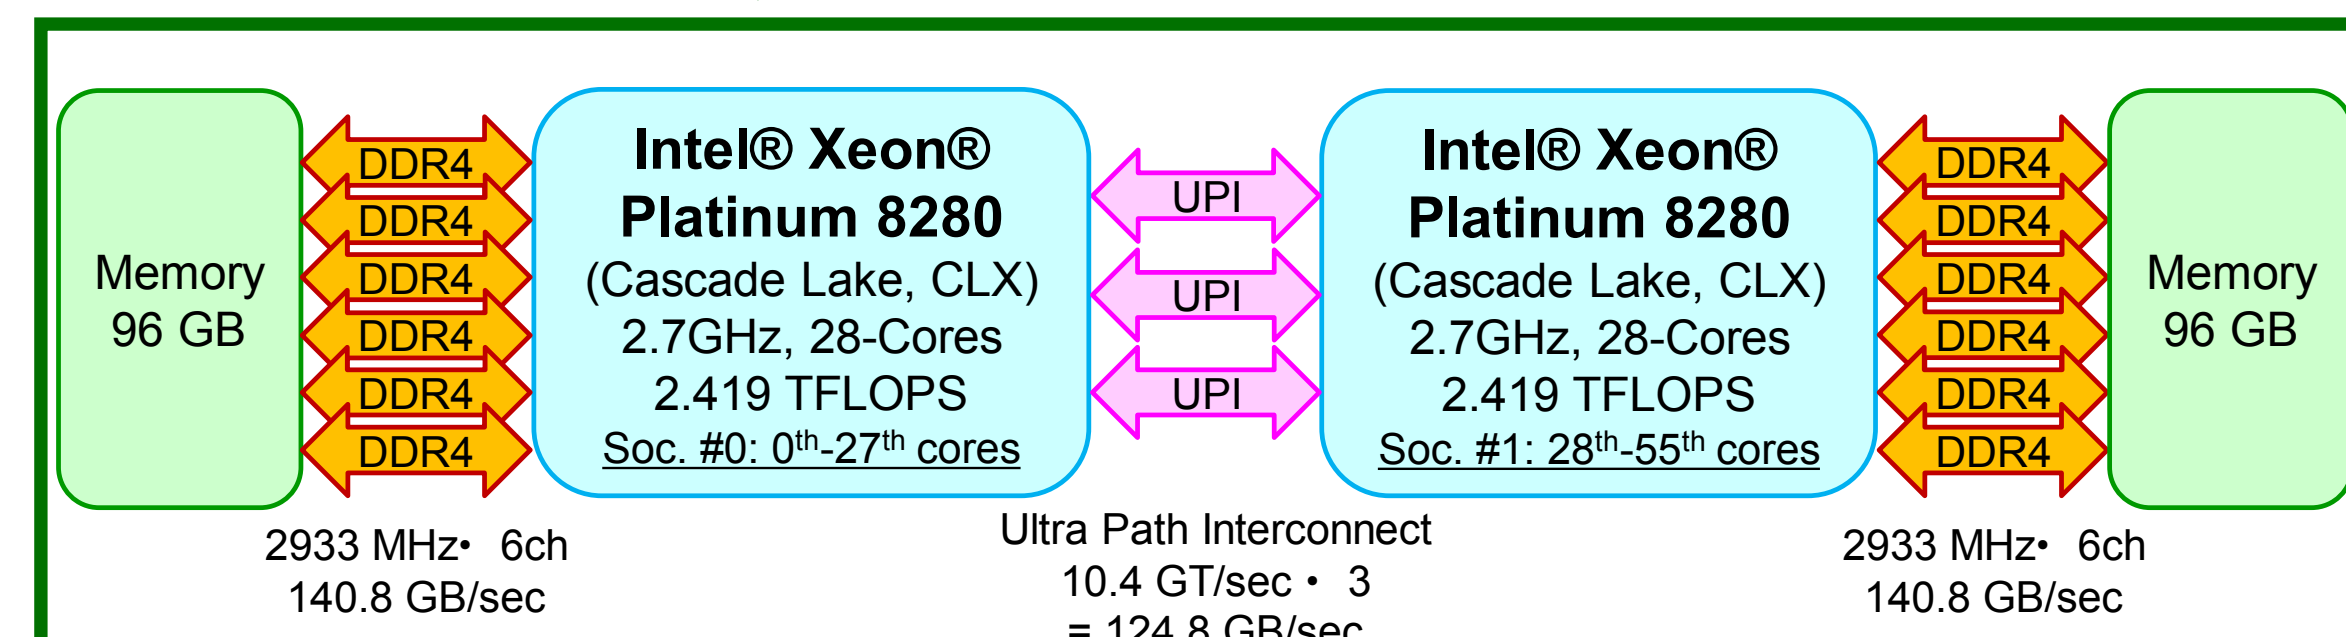 Memory
96 GB
DDR4
DDR4
DDR4
DDR4
DDR4
DDR4
Intel® Xeon®
Platinum 8280
(Cascade Lake, CLX)
2.7GHz, 28-Cores
2.419 TFLOPS
Soc. #0: 0th-27th cores
UPI
UPI
UPI
Intel® Xeon®
Platinum 8280
(Cascade Lake, CLX)
2.7GHz, 28-Cores
2.419 TFLOPS
Soc. #1: 28th-55th cores
DDR4
DDR4
DDR4
DDR4
DDR4
DDR4
Memory
96 GB
2933 MHz・ 6ch
140.8 GB/sec
Ultra Path Interconnect
10.4 GT/sec・ 3
= 124.8 GB/sec
2933 MHz・ 6ch
140.8 GB/sec